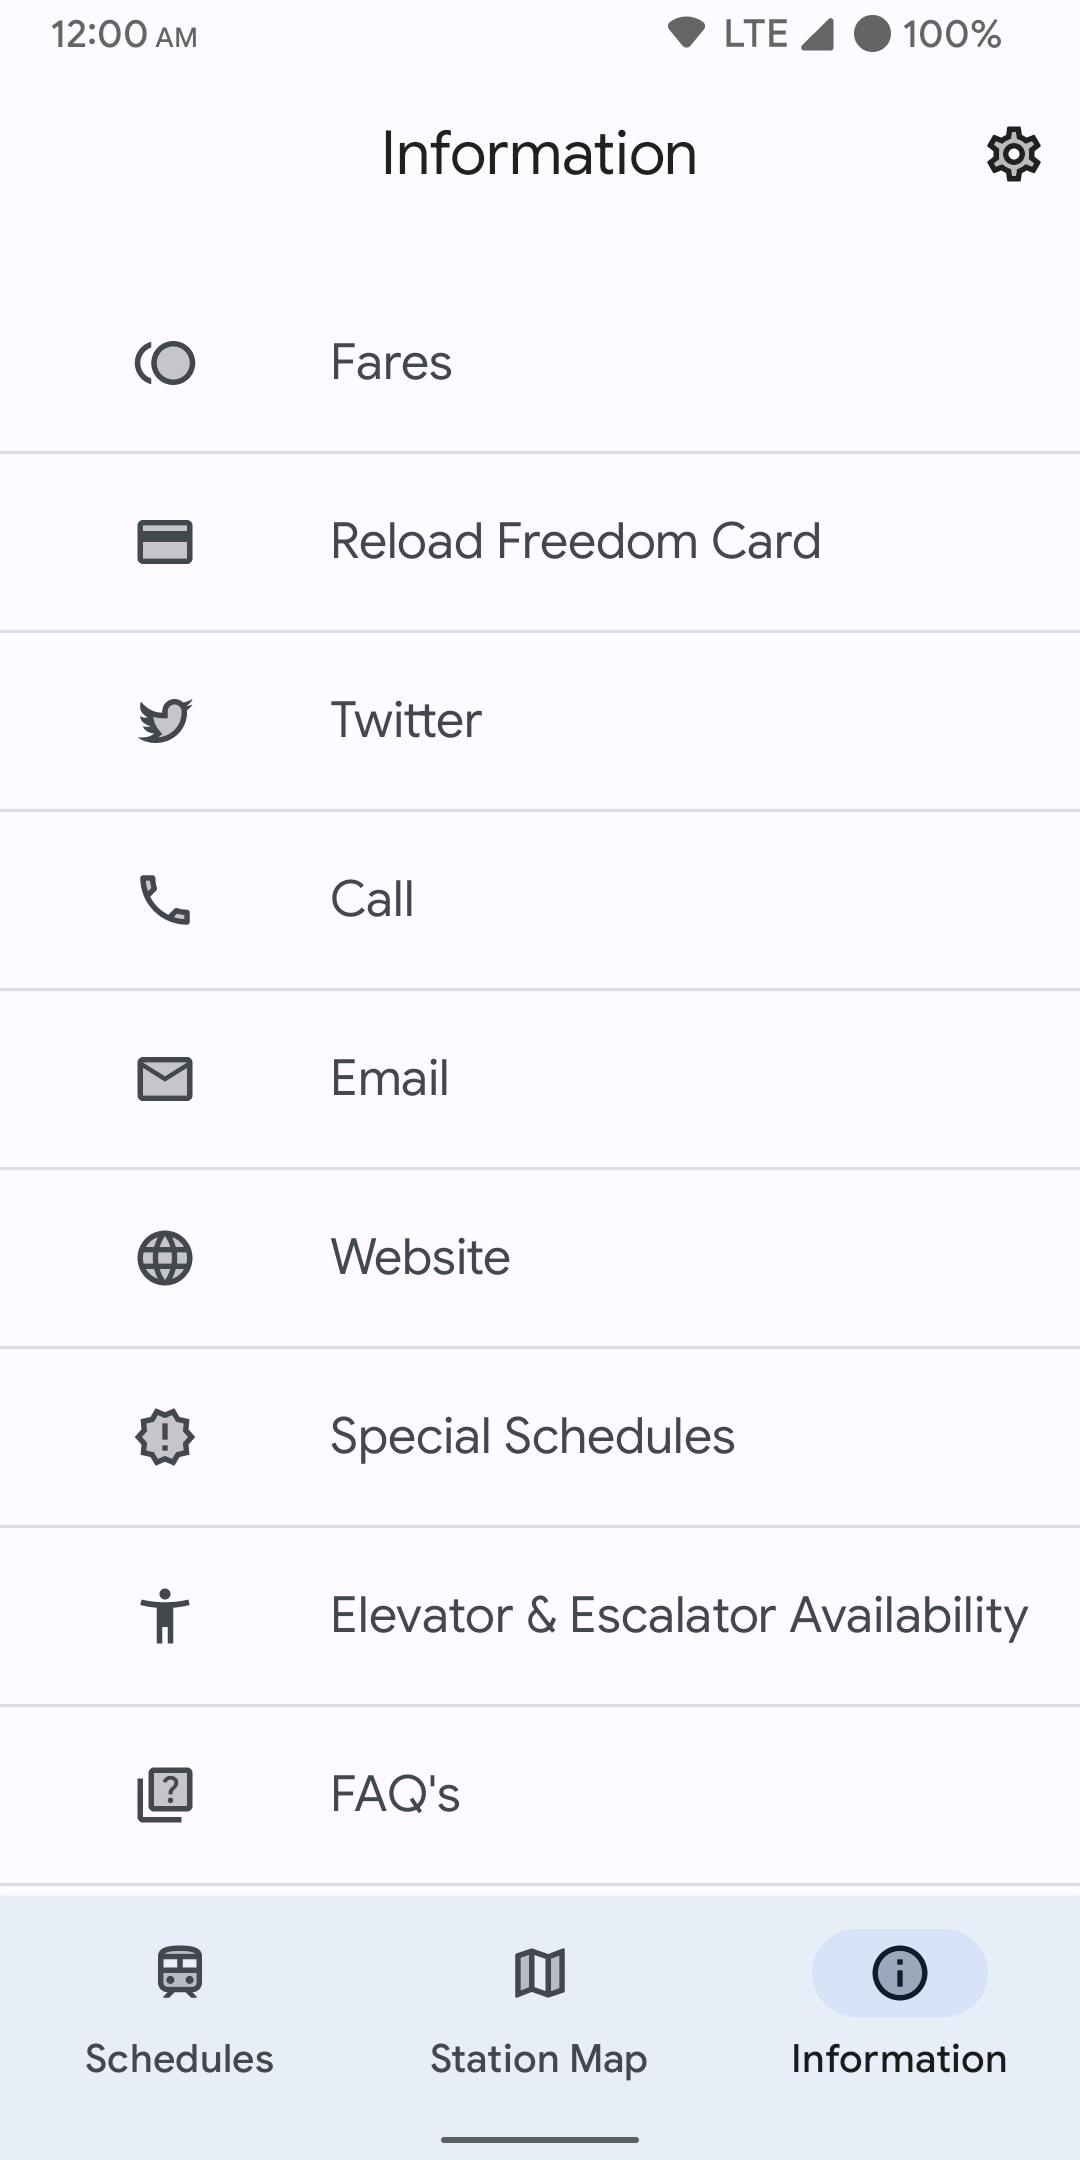 12:00 AM LTE 100%
Information
Fares
Reload Freedom Card
Twitter
Call
Email
Website
Special Schedules
Elevator & Escalator Availability
FAQ's
Schedules Station Map Information